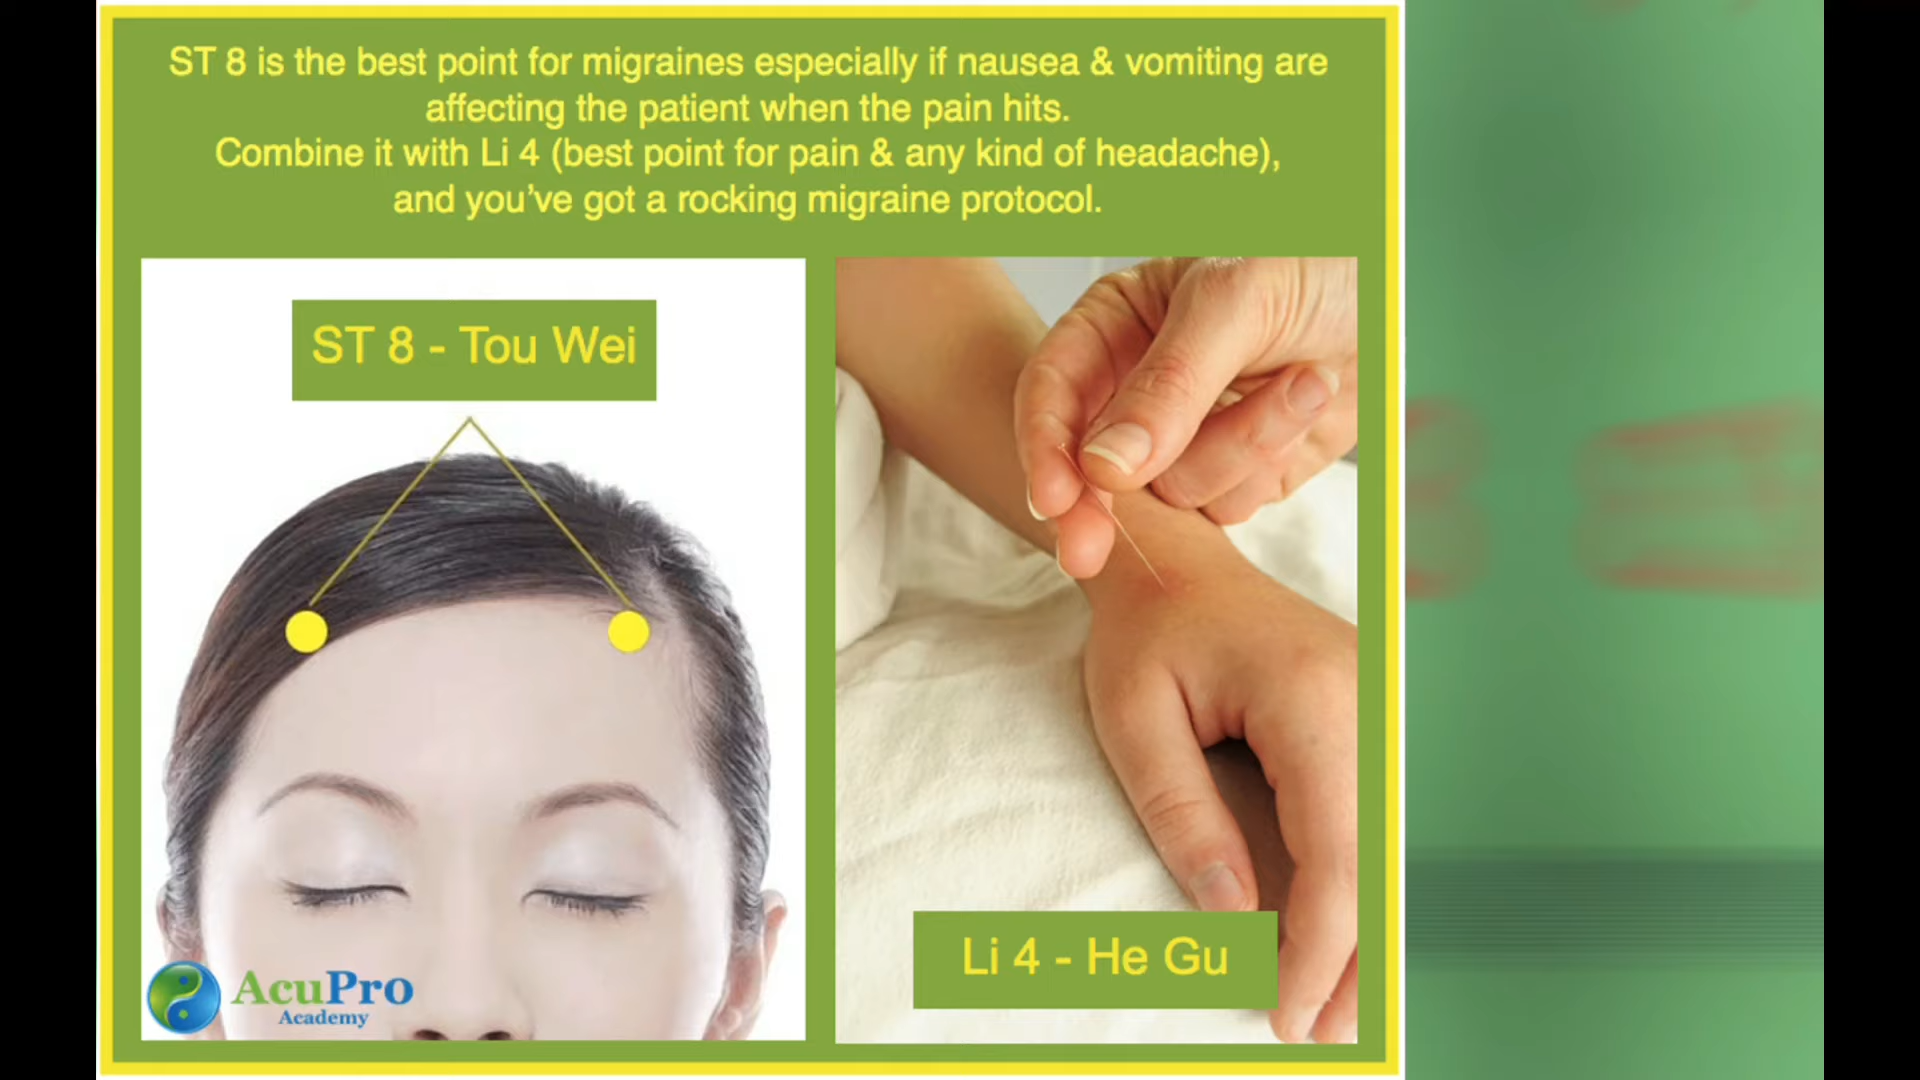 ST 8 is the best point for migraines especially if nausea & vomiting are
affecting the patient when the pain hits.
Combine it with Li 4 (best point for pain & any kind of headache),
and you’ve got a rocking migraine protocol.
ST 8 - Tou Wei
Li 4 - He Gu
AcuPro
Academy